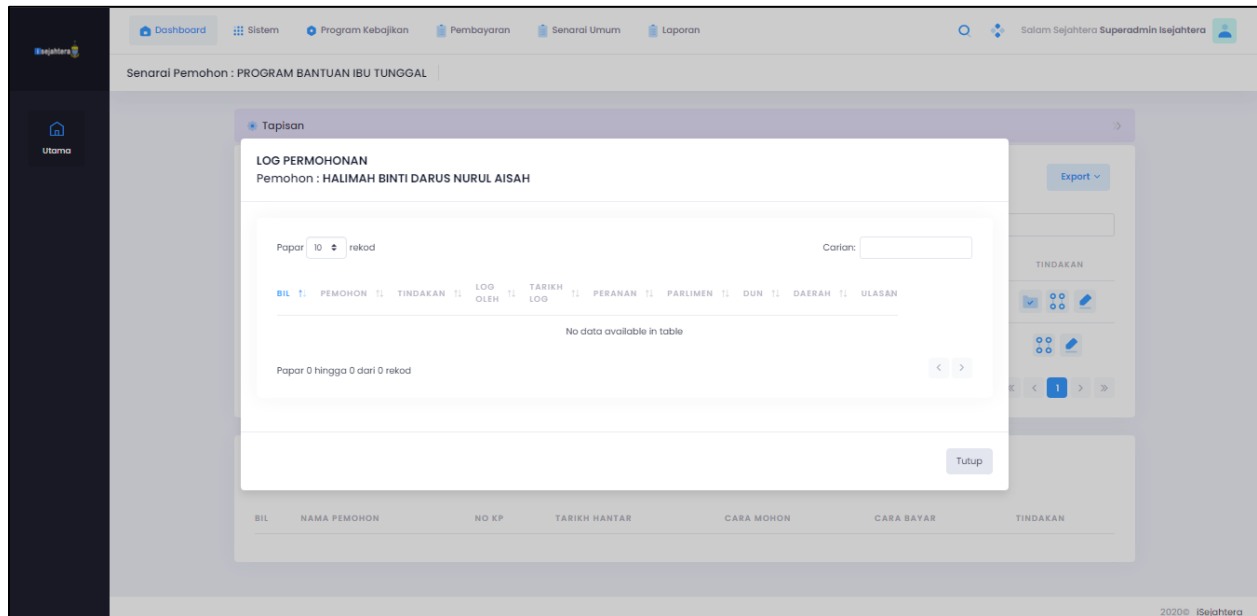 isejahtera
Dashboard Sistem Program Kebajikan Pembayaran Senarai Umum Laporan Salam Sejahtera Superadmin Isejahtera
Senarai Pemohon : PROGRAM BANTUAN IBU TUNGGAL
Utama
Tapisan
LOG PERMOHONAN
Pemohon : HALIMAH BINTI DARUS NURUL AISAH
Export
Papar 10 rekod Carian:
TINDAKAN
BIL PEMOHON TINDAKAN LOG OLEH TARIKH LOG PERANAN PARLIMEN DUN DAERAH ULASAN
No data available in table
Papar 0 hingga 0 dari 0 rekod
1
Tutup
BIL NAMA PEMOHON NO KP TARIKH HANTAR CARA MOHON CARA BAYAR TINDAKAN
2020© iSejahtera